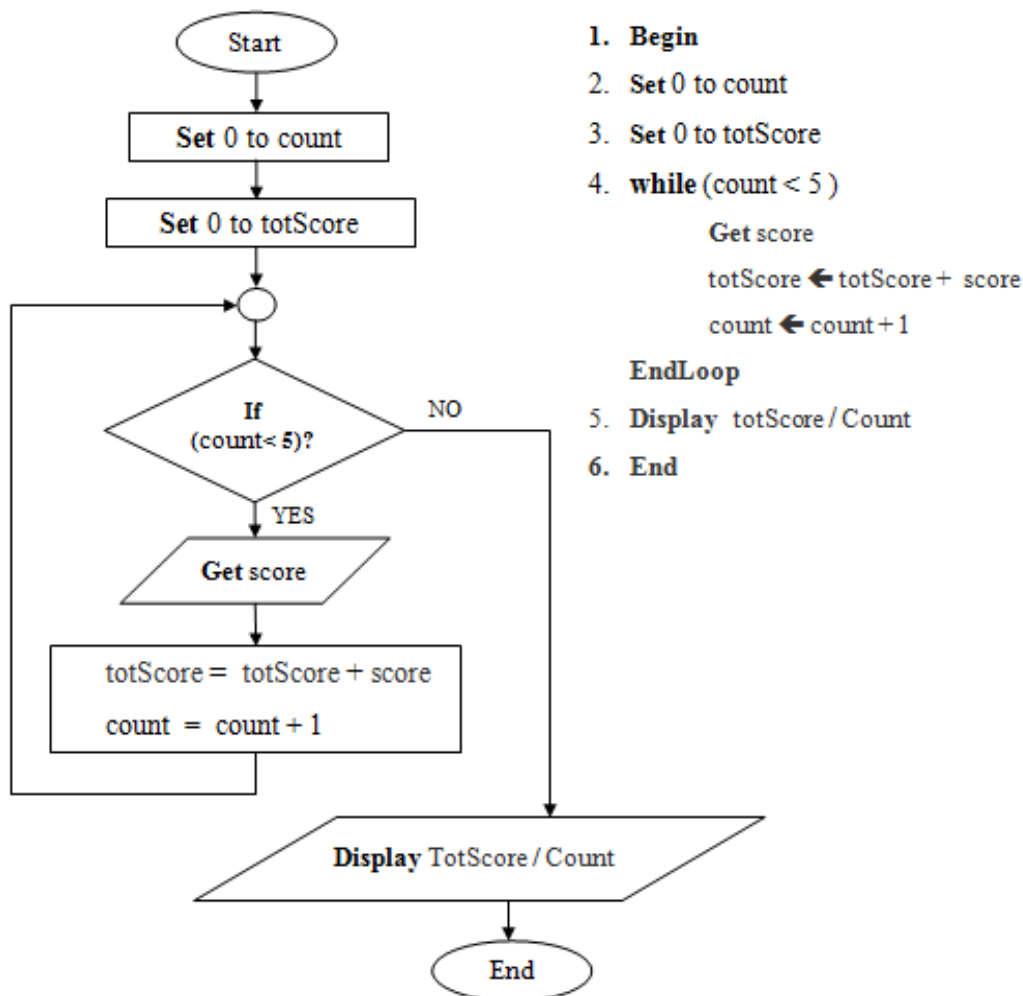 Start
Set 0 to count
Set 0 to totScore
If
(count< 5)?
NO
YES
Get score
totScore = totScore + score
count = count + 1
Display TotScore / Count
End
1. Begin
2. Set 0 to count
3. Set 0 to totScore
4. while (count < 5 )
Get score
totScore 🡸 totScore + score
count 🡸 count + 1
EndLoop
5. Display totScore / Count
6. End